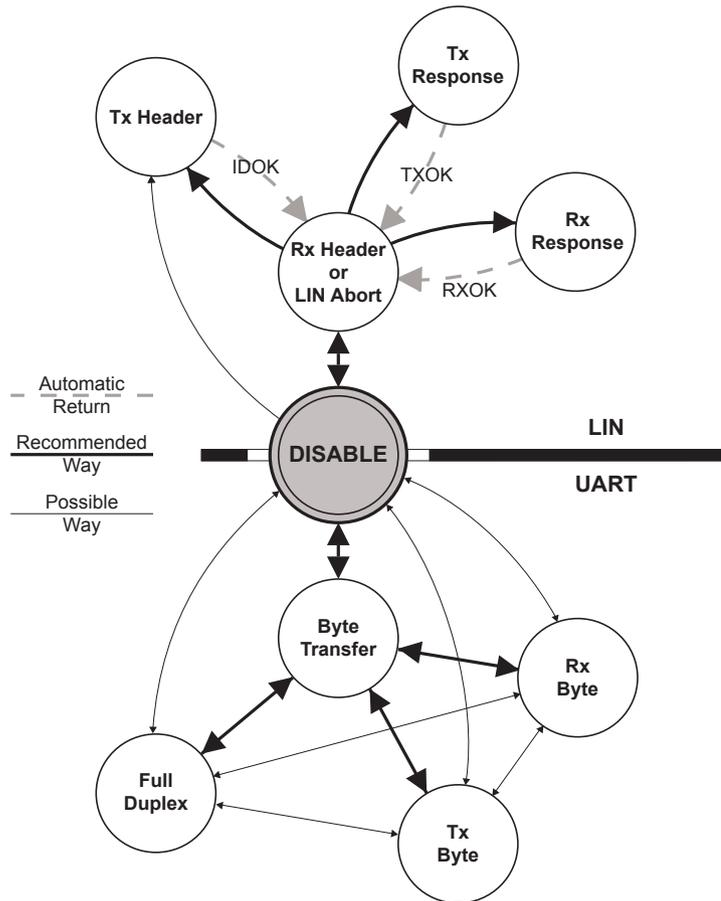 Tx
Response
Tx Header
IDOK
TXOK
Rx
Response
Rx Header
or
LIN Abort
RXOK
Automatic
Return
Recommended
Way
Possible
Way
DISABLE
LIN
UART
Byte
Transfer
Rx
Byte
Full
Duplex
Tx
Byte